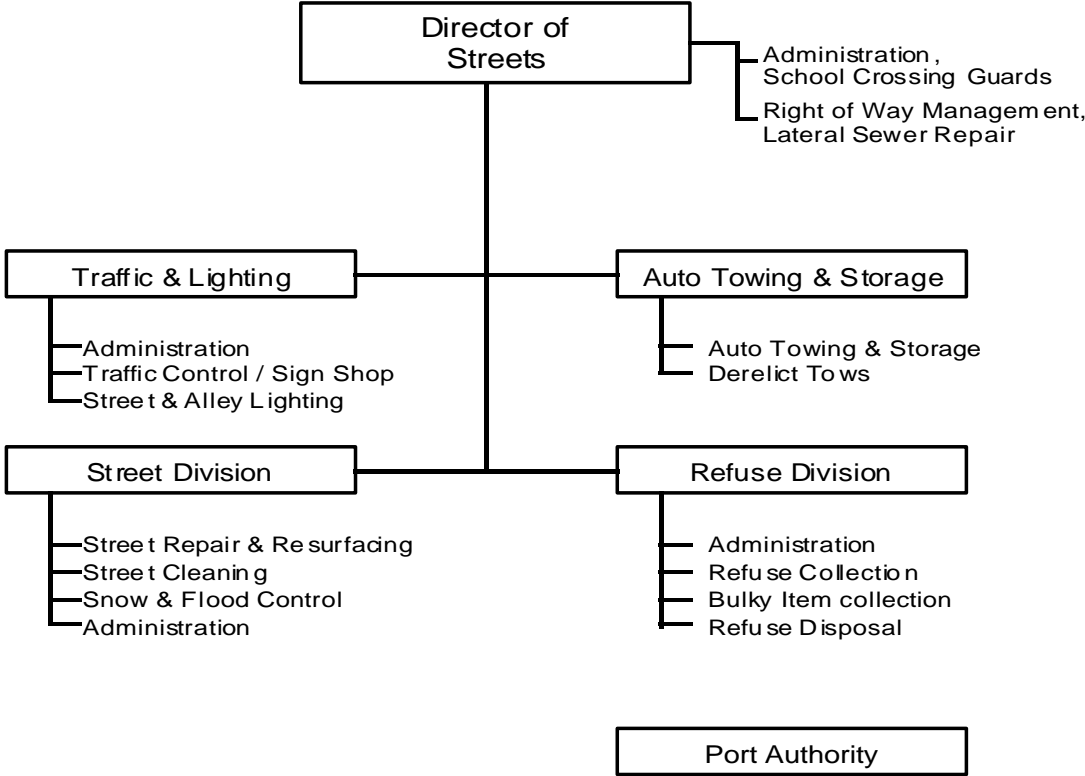 Director of
Streets
Administration,
School Crossing Guards
Right of Way Management,
Lateral Sewer Repair
Traffic & Lighting
Administration
Traffic Control / Sign Shop
Street & Alley Lighting
Auto Towing & Storage
Auto Towing & Storage
Derelict Tows
Street Division
Street Repair & Resurfacing
Street Cleaning
Snow & Flood Control
Administration
Refuse Division
Administration
Refuse Collection
Bulky Item collection
Refuse Disposal
Port Authority